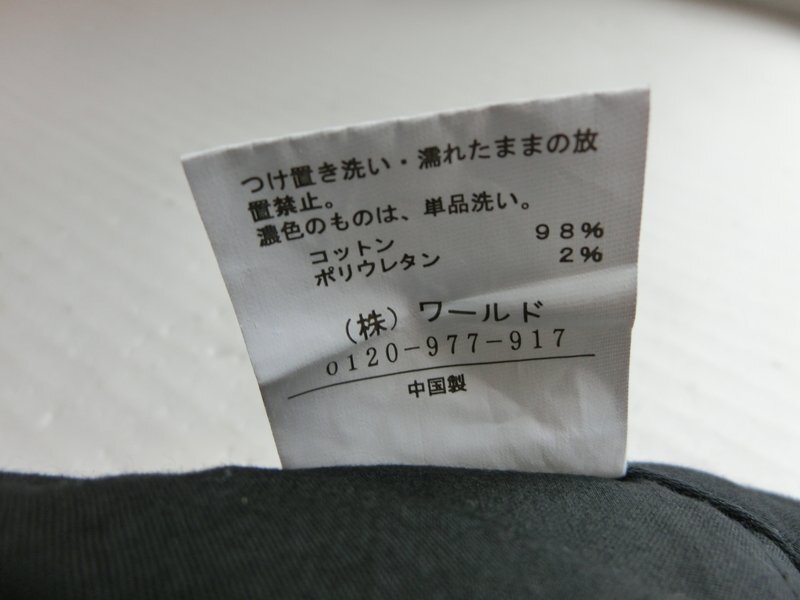 つけ置き洗い・濡れたままの放
置禁止。
濃色のものは、単品洗い。
コットン 98%
ポリウレタン 2%
(株)ワールド
0120-977-917
中国製